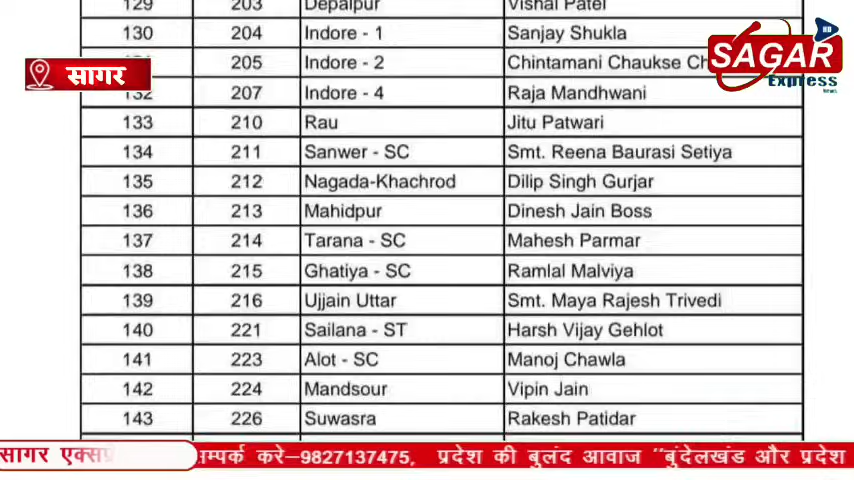 129 203 Depalpur Vishal Patel
130 204 Indore - 1 Sanjay Shukla
205 Indore - 2 Chintamani Chaukse
132 207 Indore - 4 Raja Mandhwani
133 210 Rau Jitu Patwari
134 211 Sanwer - SC Smt. Reena Baurasi Setiya
135 212 Nagada-Khachrod Dilip Singh Gurjar
136 213 Mahidpur Dinesh Jain Boss
137 214 Tarana - SC Mahesh Parmar
138 215 Ghatiya - SC Ramlal Malviya
139 216 Ujjain Uttar Smt. Maya Rajesh Trivedi
140 221 Sailana - ST Harsh Vijay Gehlot
141 223 Alot - SC Manoj Chawla
142 224 Mandsour Vipin Jain
143 226 Suwasra Rakesh Patidar
सागर
SAGAR
Express
सागर एक्सप्र सम्पर्क करे–9827137475, प्रदेश की बुलंद आवाज "बुंदेलखंड और प्रदेश